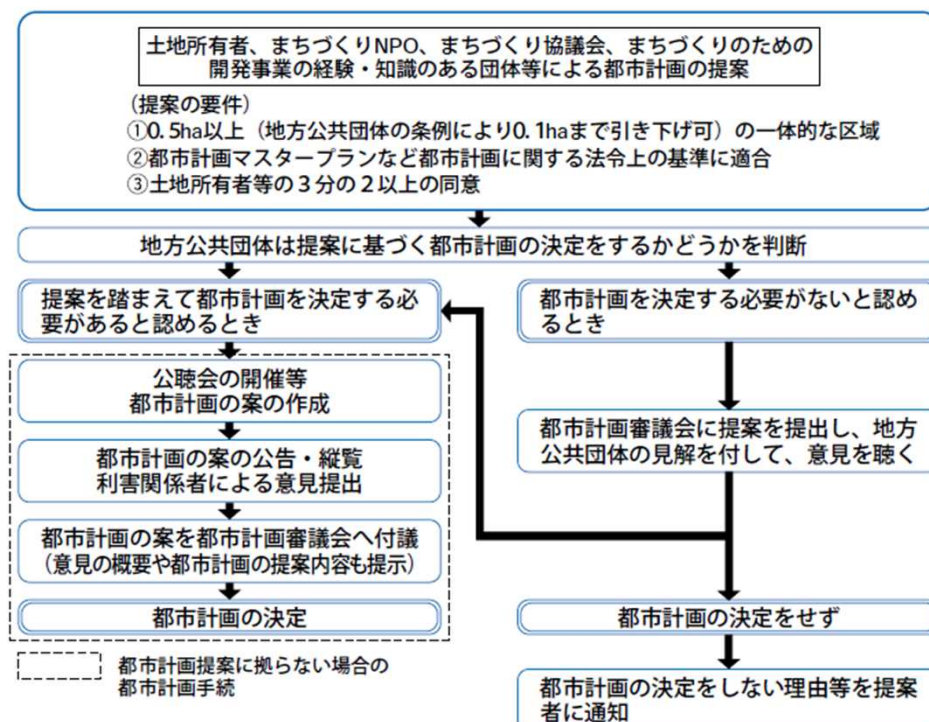 土地所有者、まちづくりNPO、まちづくり協議会、まちづくりのための
開発事業の経験・知識のある団体等による都市計画の提案
(提案の要件)
①0.5ha以上（地方公共団体の条例により0.1haまで引き下げ可）の一体的な区域
②都市計画マスタープランなど都市計画に関する法令上の基準に適合
③土地所有者等の３分の２以上の同意
地方公共団体は提案に基づく都市計画の決定をするかどうかを判断
提案を踏まえて都市計画を決定する必
要があると認めるとき
公聴会の開催等
都市計画の案の作成
都市計画の案の公告・縦覧
利害関係者による意見提出
都市計画の案を都市計画審議会へ付議
(意見の概要や都市計画の提案内容も提示)
都市計画の決定
都市計画提案に拠らない場合の
都市計画手続
都市計画を決定する必要がないと認め
るとき
都市計画審議会に提案を提出し、地方
公共団体の見解を付して、意見を聴く
都市計画の決定をせず
都市計画の決定をしない理由等を提案
者に通知